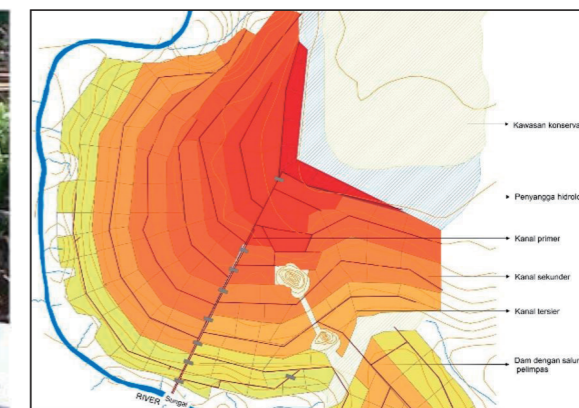 Kawasan konserva
Penyangga hidrolo
Kanal primer
Kanal sekunder
Kanal tersier
Dam dengan salur
pelimpas
RIVER
Sungai